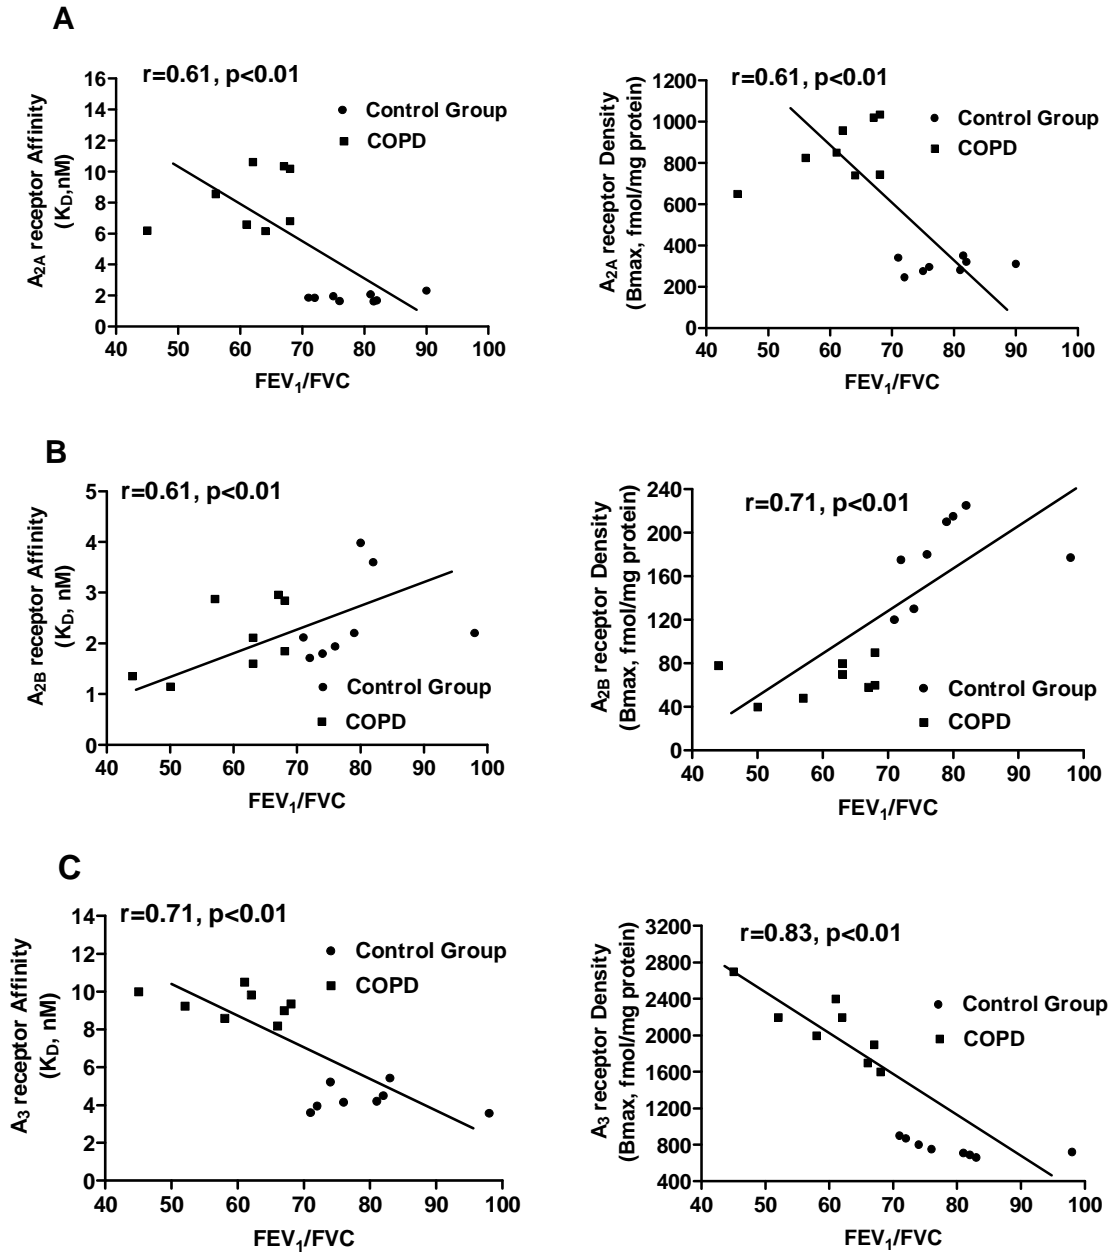 A
r=0.61, p<0.01
Control Group
COPD
A2A receptor Affinity
(KD,nM)
16
14
12
10
8
6
4
2
0
40 50 60 70 80 90 100
FEV1/FVC
r=0.61, p<0.01
Control Group
COPD
A2A receptor Density
(Bmax, fmol/mg protein)
1200
1000
800
600
400
200
0
40 50 60 70 80 90 100
FEV1/FVC
B
r=0.61, p<0.01
A2B receptor Affinity
(KD, nM)
5
4
3
2
1
0
Control Group
COPD
40 50 60 70 80 90 100
FEV1/FVC
r=0.71, p<0.01
A2B receptor Density
(Bmax, fmol/mg protein)
240
200
160
120
80
40
0
Control Group
COPD
40 50 60 70 80 90 100
FEV1/FVC
C
r=0.71, p<0.01
Control Group
COPD
A3 receptor Affinity
(KD, nM)
14
12
10
8
6
4
2
0
40 50 60 70 80 90 100
FEV1/FVC
r=0.83, p<0.01
Control Group
COPD
A3 receptor Density
(Bmax, fmol/mg protein)
3200
2800
2400
2000
1600
1200
800
400
40 50 60 70 80 90 100
FEV1/FVC